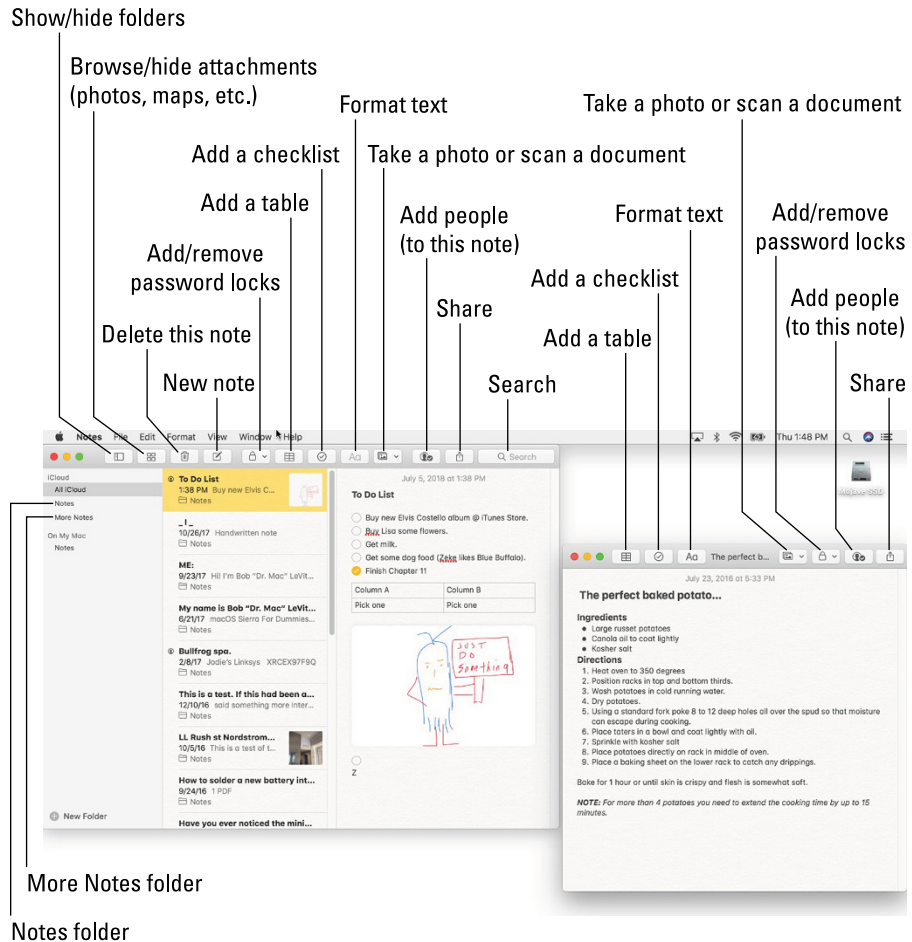 Show/hide folders
Browse/hide attachments
(photos, maps, etc.)
Format text
Take a photo or scan a document
Add a checklist
Take a photo or scan a document
Add a table
Add people
(to this note)
Format text
Add/remove
password locks
Add/remove
password locks
Add a checklist
Add people
(to this note)
Share
Delete this note
Add a table
New note
Search
Share
Notes File Edit Format View Window Help
Thu 1:48 PM
Aa
Search
iCloud
All iCloud
Notes
More Notes
On My Mac
Notes
New Folder
To Do List
1:38 PM Buy new Elvis C...
Notes
_l_
10/26/17 Handwritten note
Notes
ME:
9/23/17 Hi! I'm Bob "Dr. Mac" LeVit...
Notes
My name is Bob "Dr. Mac" LeVit...
6/21/17 macOS Sierra For Dummies...
Notes
Bullfrog spa.
2/8/17 Jodie's Linksys XRCEX97F9Q
Notes
This is a test. If this had been a...
12/10/16 said something more inter...
Notes
LL Rush st Nordstrom...
10/5/16 This is a test of t...
Notes
How to solder a new battery int...
9/24/16 1 PDF
Notes
Have you ever noticed the mini...
July 5, 2018 at 1:38 PM
To Do List
Buy new Elvis Costello album @ iTunes Store.
Buy Lisa some flowers.
Get milk.
Get some dog food (Zeke likes Blue Buffalo).
Finish Chapter 11
Column A Column B
Pick one Pick one
JUST
DO
Something
Z
Mojave SSD
Aa
The perfect b...
July 23, 2016 at 5:33 PM
The perfect baked potato...
Ingredients
• Large russet potatoes
• Canola oil to coat lightly
• Kosher salt
Directions
1. Heat oven to 350 degrees
2. Position racks in top and bottom thirds.
3. Wash potatoes in cold running water.
4. Dry potatoes.
5. Using a standard fork poke 8 to 12 deep holes all over the spud so that moisture
can escape during cooking.
6. Place taters in a bowl and coat lightly with oil.
7. Sprinkle with kosher salt
8. Place potatoes directly on rack in middle of oven.
9. Place a baking sheet on the lower rack to catch any drippings.
Bake for 1 hour or until skin is crispy and flesh is somewhat soft.
NOTE: For more than 4 potatoes you need to extend the cooking time by up to 15
minutes.
More Notes folder
Notes folder